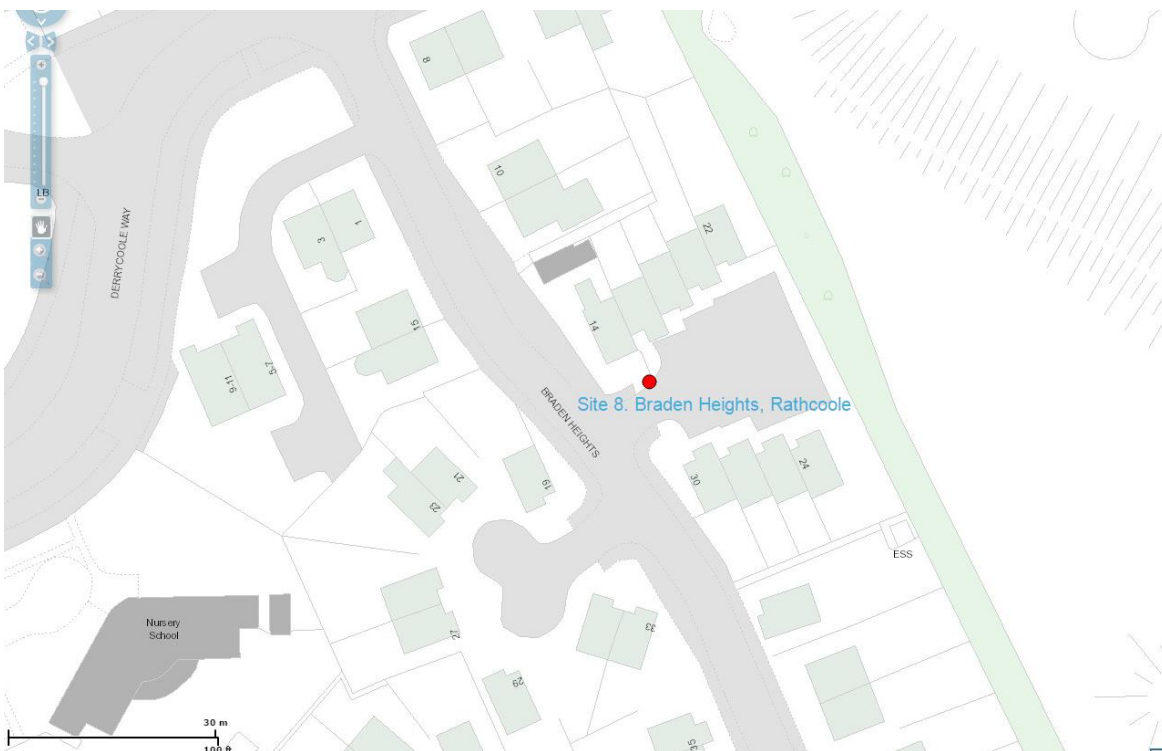 8
10
LB
22
1
3
DERRYCOOLE WAY
14
15
5-7
9-11
Site 8. Braden Heights, Rathcoole
BRADEN HEIGHTS
24
30
21
19
23
ESS
Nursery
School
27
33
29
35
30 m
100 ft